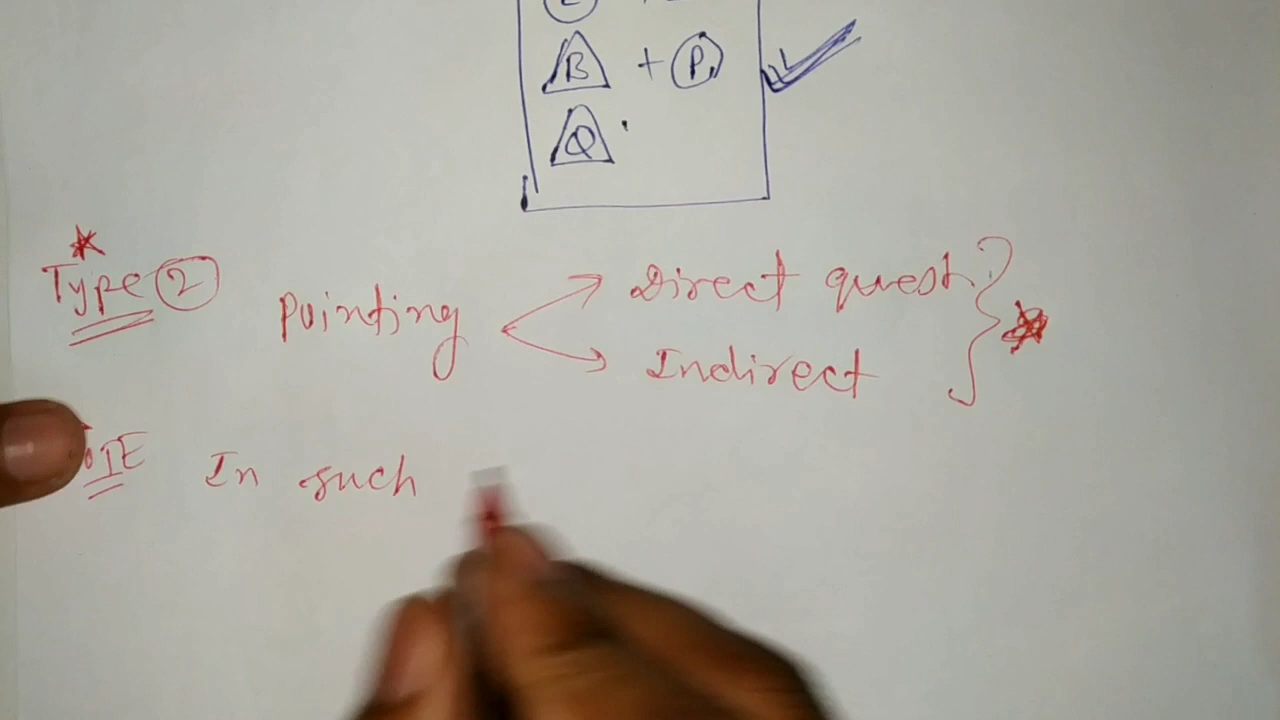 B + P
Q
Type 2
Pointing
Direct quest?
Indirect
In such